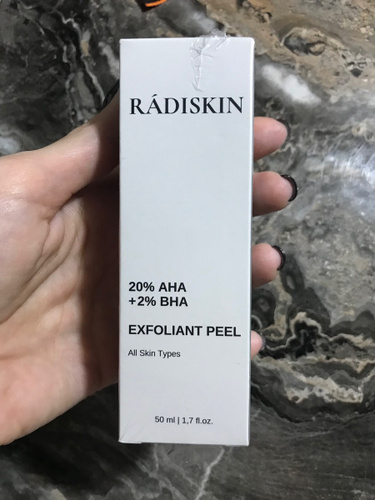 RÁDISKIN
20% AHA
+2% BHA
EXFOLIANT PEEL
All Skin Types
50 ml | 1,7 fl.oz.